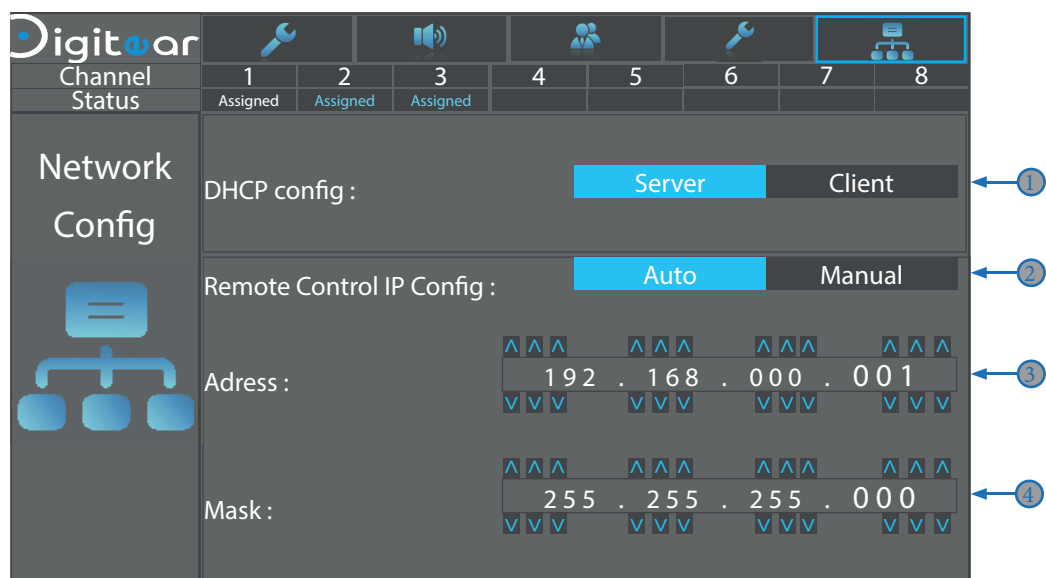 Digitear
Channel 1 2 3 4 5 6 7 8
Status Assigned Assigned Assigned
Network
Config
DHCP config : Server Client 1
Remote Control IP Config : Auto Manual 2
Adress : 192 . 168 . 000 . 001 3
Mask : 255 . 255 . 255 . 000 4